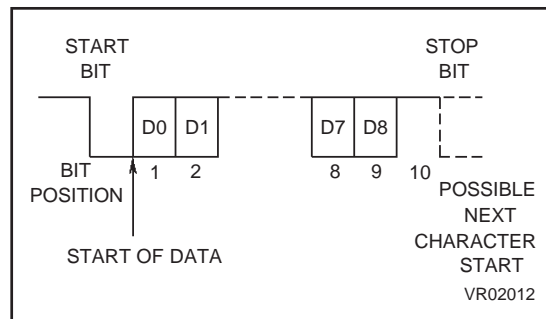 START
BIT
STOP
BIT
D0 D1 D7 D8
BIT
POSITION
1 2 8 9 10
START OF DATA
POSSIBLE
NEXT
CHARACTER
START
VR02012